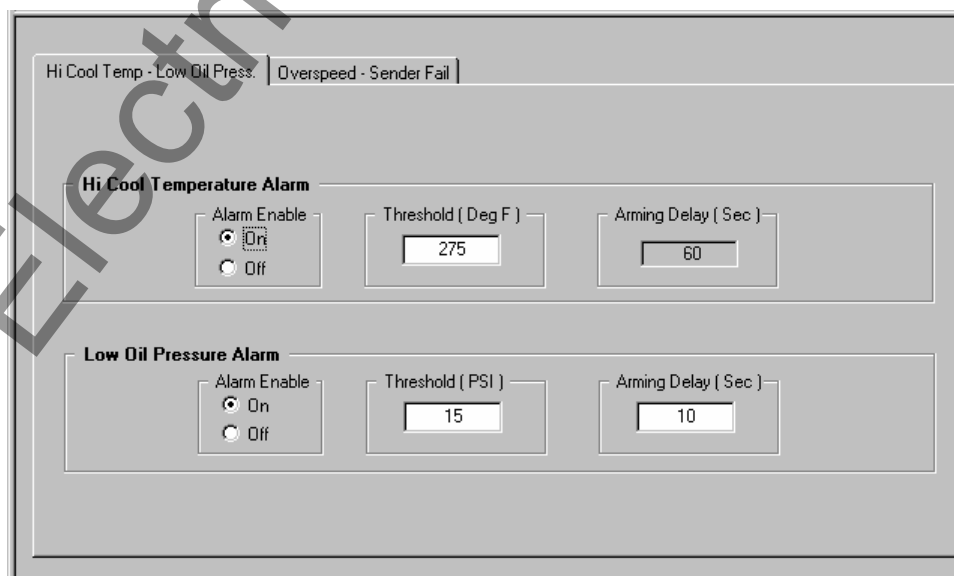 Hi Cool Temp - Low Oil Press. Overspeed - Sender Fail
Hi Cool Temperature Alarm
Alarm Enable Threshold ( Deg F ) Arming Delay ( Sec )
On 275 60
Off
Low Oil Pressure Alarm
Alarm Enable Threshold ( PSI ) Arming Delay ( Sec )
On 15 10
Off